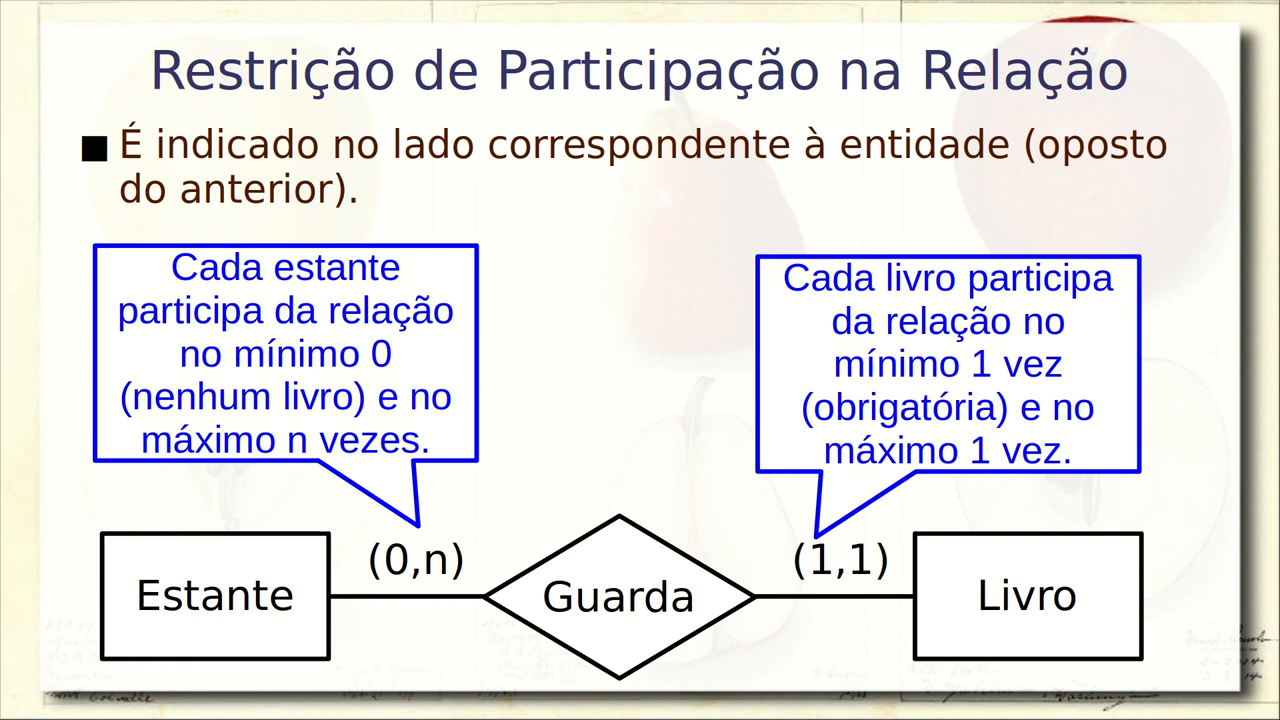 Restrição de Participação na Relação
■ É indicado no lado correspondente à entidade (oposto
do anterior).
Cada estante
participa da relação
no mínimo 0
(nenhum livro) e no
máximo n vezes.
Cada livro participa
da relação no
mínimo 1 vez
(obrigatória) e no
máximo 1 vez.
(0,n)
(1,1)
Estante
Guarda
Livro